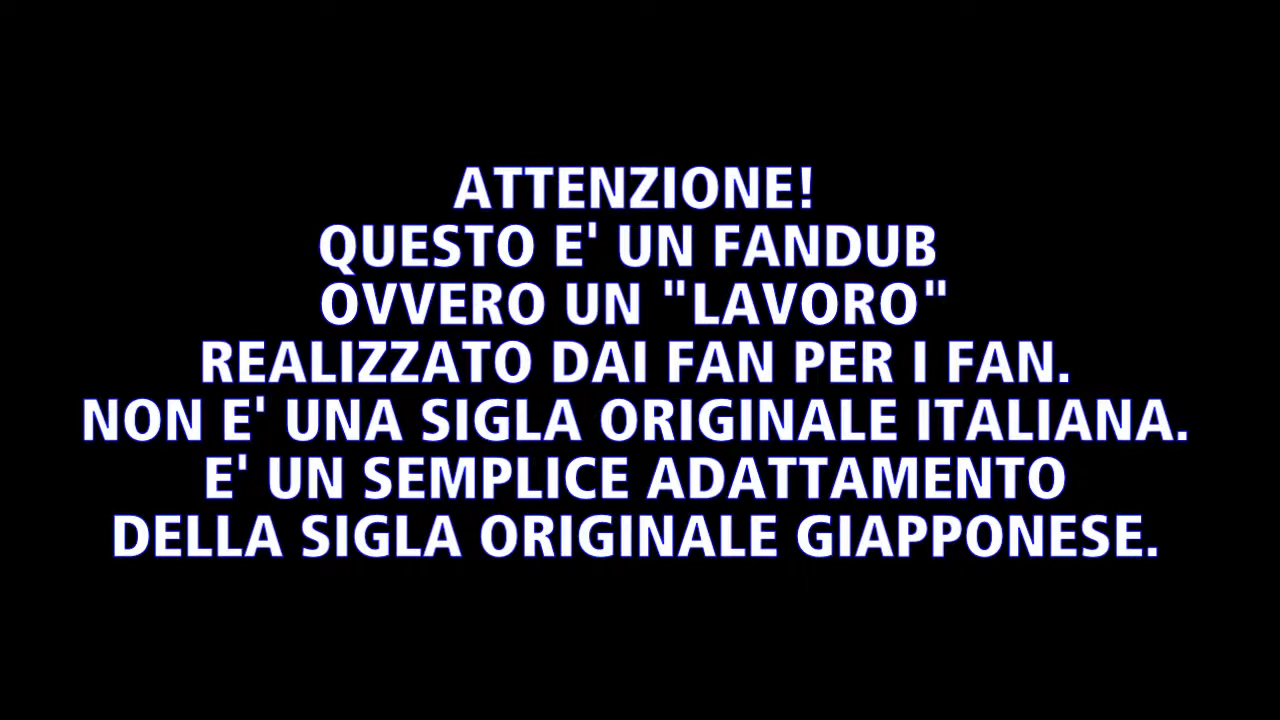 ATTENZIONE!
QUESTO E' UN FANDUB
OVVERO UN "LAVORO"
REALIZZATO DAI FAN PER I FAN.
NON E' UNA SIGLA ORIGINALE ITALIANA.
E' UN SEMPLICE ADATTAMENTO
DELLA SIGLA ORIGINALE GIAPPONESE.